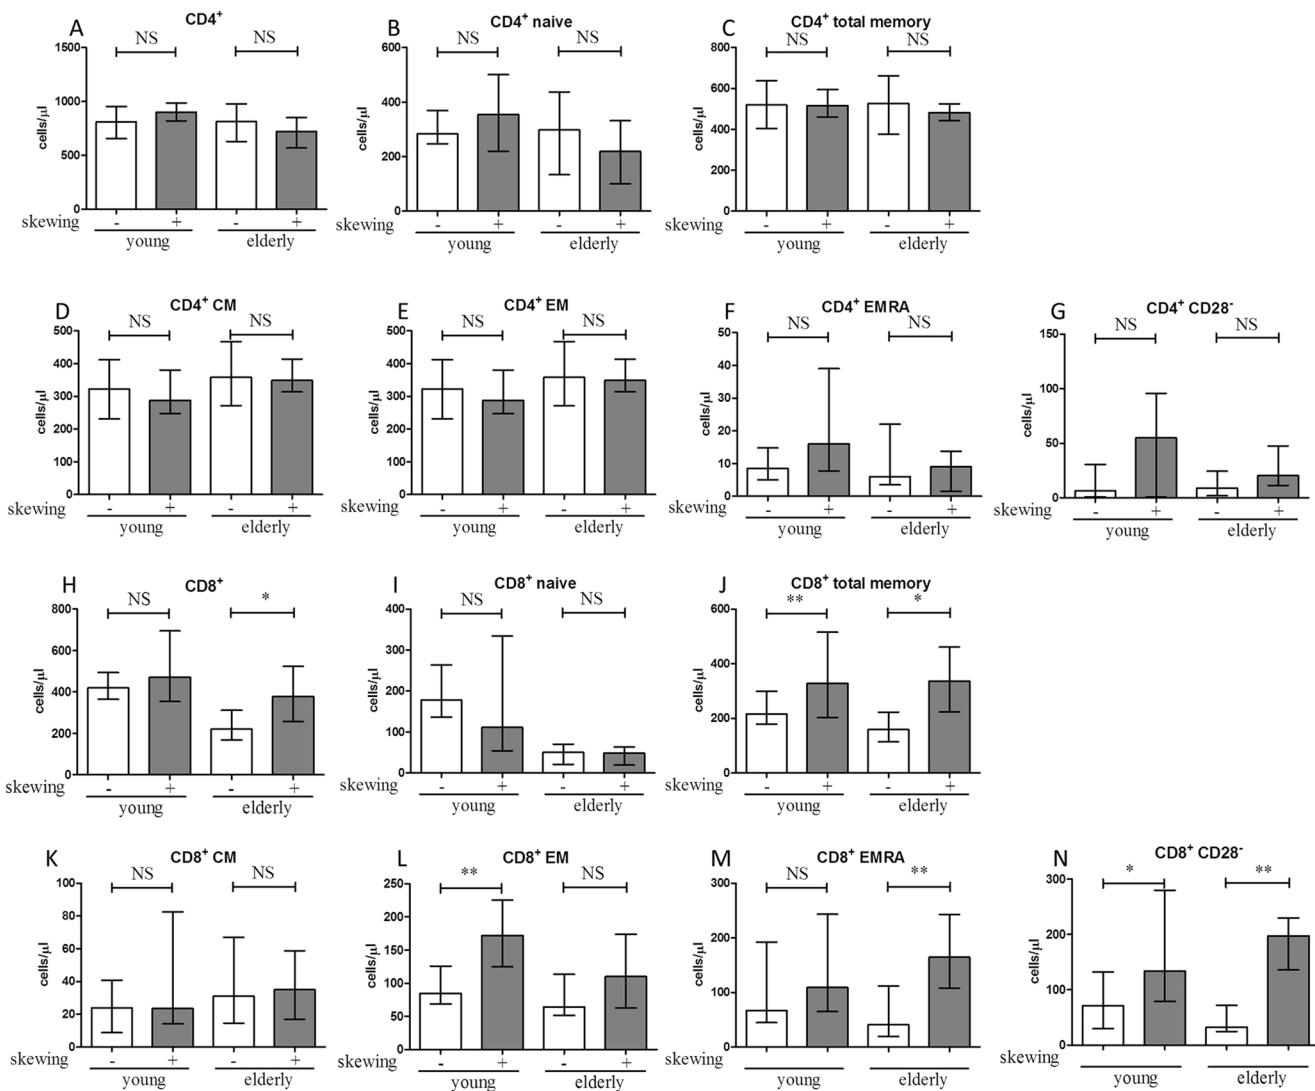 A CD4⁺
NS NS
1500
1000
500
0
cells/µl
skewing - + - +
young elderly
B CD4⁺ naive
NS NS
600
400
200
0
cells/µl
skewing - + - +
young elderly
C CD4⁺ total memory
NS NS
800
600
400
200
0
cells/µl
skewing - + - +
young elderly
D CD4⁺ CM
NS NS
500
400
300
200
100
0
cells/µl
skewing - + - +
young elderly
E CD4⁺ EM
NS NS
500
400
300
200
100
0
cells/µl
skewing - + - +
young elderly
F CD4⁺ EMRA
NS NS
50
40
30
20
10
0
cells/µl
skewing - + - +
young elderly
G CD4⁺ CD28⁻
NS NS
150
100
50
0
cells/µl
skewing - + - +
young elderly
H CD8⁺
NS *
800
600
400
200
0
cells/µl
skewing - + - +
young elderly
I CD8⁺ naive
NS NS
400
300
200
100
0
cells/µl
skewing - + - +
young elderly
J CD8⁺ total memory
** *
600
400
200
0
cells/µl
skewing - + - +
young elderly
K CD8⁺ CM
NS NS
100
80
60
40
20
0
cells/µl
skewing - + - +
young elderly
L CD8⁺ EM
** NS
250
200
150
100
50
0
cells/µl
skewing - + - +
young elderly
M CD8⁺ EMRA
NS **
300
200
100
0
cells/µl
skewing - + - +
young elderly
N CD8⁺ CD28⁻
* **
300
200
100
0
cells/µl
skewing - + - +
young elderly